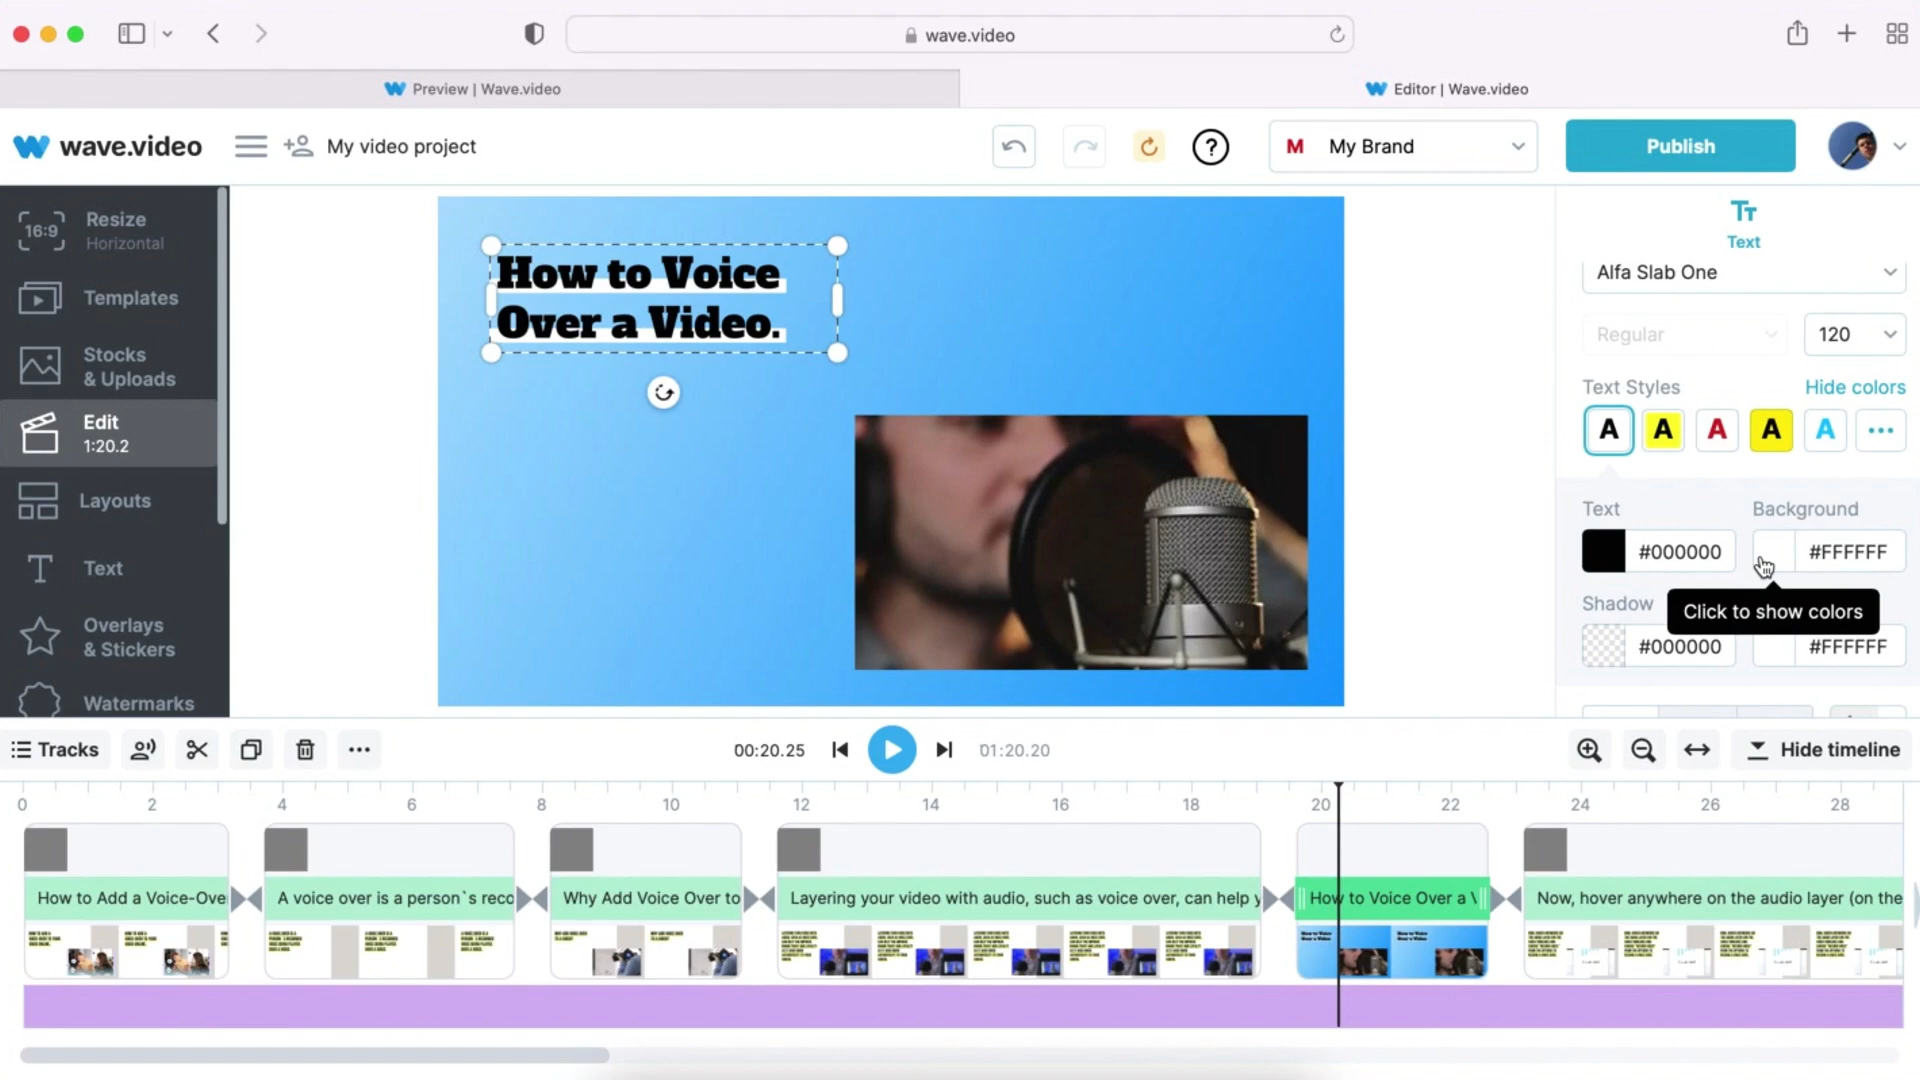 wave.video
Preview | Wave.video
Editor | Wave.video
wave.video
My video project
?
M My Brand
Publish
16:9
Resize
Horizontal
Templates
Stocks
& Uploads
Edit
1:20.2
Layouts
Text
Overlays
& Stickers
Watermarks
How to Voice
Over a Video.
Text
Alfa Slab One
Regular
120
Text Styles
Hide colors
A A A A A
Text
Background
#000000
#FFFFFF
Shadow
Click to show colors
#000000
#FFFFFF
Tracks
00:20.25
01:20.20
Hide timeline
0 2 4 6 8 10 12 14 16 18 20 22 24 26 28
How to Add a Voice-Ove
A voice over is a person`s reco
Why Add Voice Over to
Layering your video with audio, such as voice over, can help y
How to Voice Over a V
Now, hover anywhere on the audio layer (on the